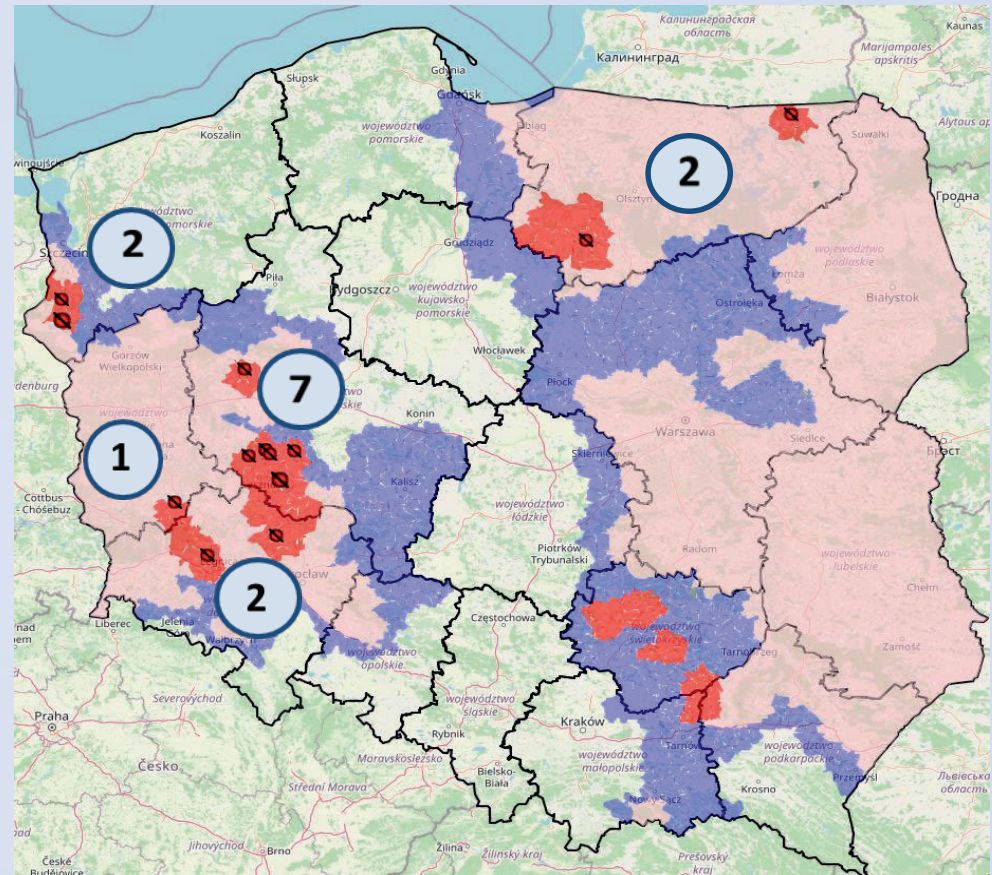 Калининградская
область
Kaunas
Marijampolės
apskritis
Калининград
Alytaus ap
Słupsk
Gdynia
Gdańsk
Koszalin
województwo
pomorskie
Elbląg
Suwałki
2
Olsztyn
Гродно
2
Szczecin
Grudziądz
województwo
podlaskie
Łomża
Piła
Bydgoszcz
województwo
kujawsko-
pomorskie
Ostrołęka
Białystok
Gorzów
Wielkopolski
Włocławek
Płock
7
Konin
Warszawa
Siedlce
Брэст
województwo
1
Skierniewice
Kalisz
Cottbus
- Chóśebuz
województwo
łódzkie
Piotrków
Trybunalski
Radom
województwo
lubelskie
Chełm
2
Liberec
Jelenia
Wałbrzych
Częstochowa
województwo
świętokrzyskie
Tarnobrzeg
Zamość
województwo
opolskie
Severovýchod
województwo
śląskie
Praha
Kraków
Rybnik
Tarnów
województwo
małopolskie
województwo
podkarpackie
Česko
Moravskoslezsko
Bielsko-
Biała
Krosno
Przemyśl
Львівська
область
Střední Morava
Nowy Sącz
Jihovýchod
Brno
Žilina
Žilinský kraj
Prešovský
kraj
České
Budějovice